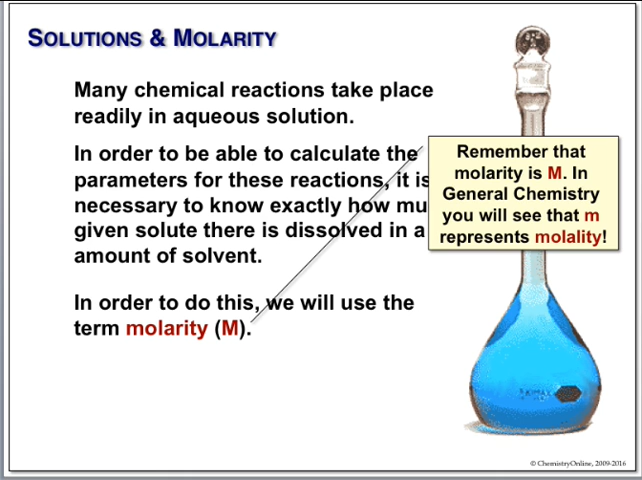 SOLUTIONS & MOLARITY
Many chemical reactions take place
readily in aqueous solution.
In order to be able to calculate the
parameters for these reactions, it is
necessary to know exactly how mu
given solute there is dissolved in a
amount of solvent.
In order to do this, we will use the
term molarity (M).
Remember that
molarity is M. In
General Chemistry
you will see that m
represents molality!
KIMAX
© ChemistryOnline, 2009-2016